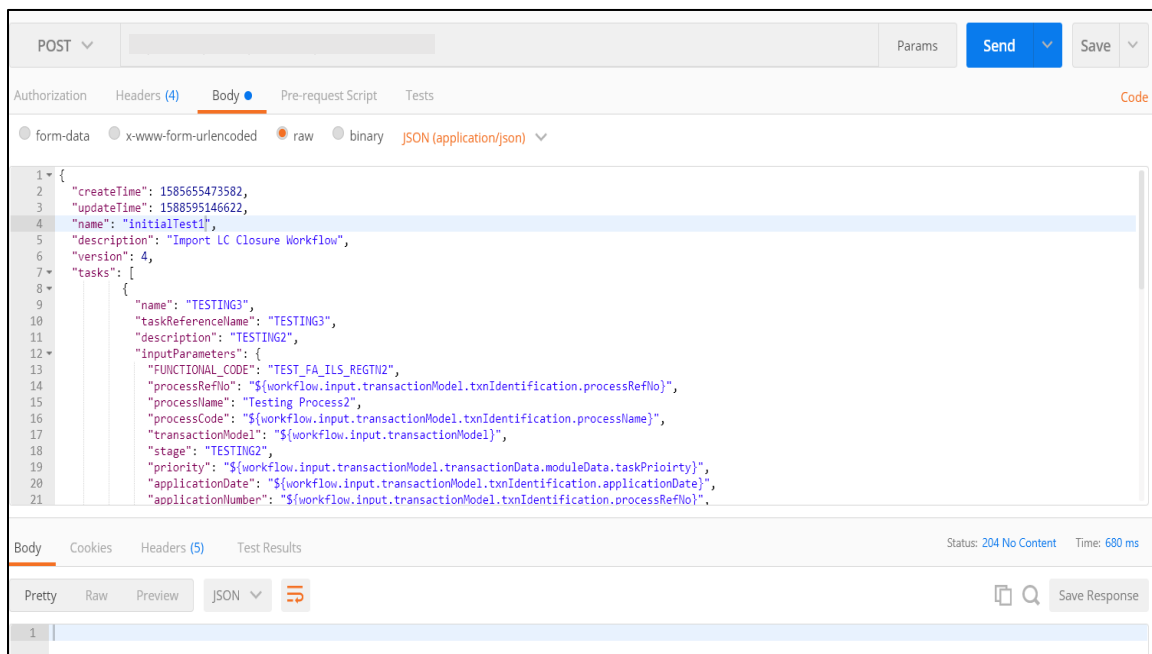 POST Params Send Save
Authorization Headers (4) Body Pre-request Script Tests Code
form-data x-www-form-urlencoded raw binary JSON (application/json)
1 {
2 "createTime": 1585655473582,
3 "updateTime": 1588595146622,
4 "name": "initialTest1",
5 "description": "Import LC Closure Workflow",
6 "version": 4,
7 "tasks": [
8 {
9 "name": "TESTING3",
10 "taskReferenceName": "TESTING3",
11 "description": "TESTING2",
12 "inputParameters": {
13 "FUNCTIONAL_CODE": "TEST_FA_ILS_REGTN2",
14 "processRefNo": "${workflow.input.transactionModel.txnIdentification.processRefNo}",
15 "processName": "Testing Process2",
16 "processCode": "${workflow.input.transactionModel.txnIdentification.processName}",
17 "transactionModel": "${workflow.input.transactionModel}",
18 "stage": "TESTING2",
19 "priority": "${workflow.input.transactionModel.transactionData.moduleData.taskPrioirty}",
20 "applicationDate": "${workflow.input.transactionModel.txnIdentification.applicationDate}",
21 "applicationNumber": "${workflow.input.transactionModel.txnIdentification.processRefNo}",
Body Cookies Headers (5) Test Results Status: 204 No Content Time: 680 ms
Pretty Raw Preview JSON Save Response
1